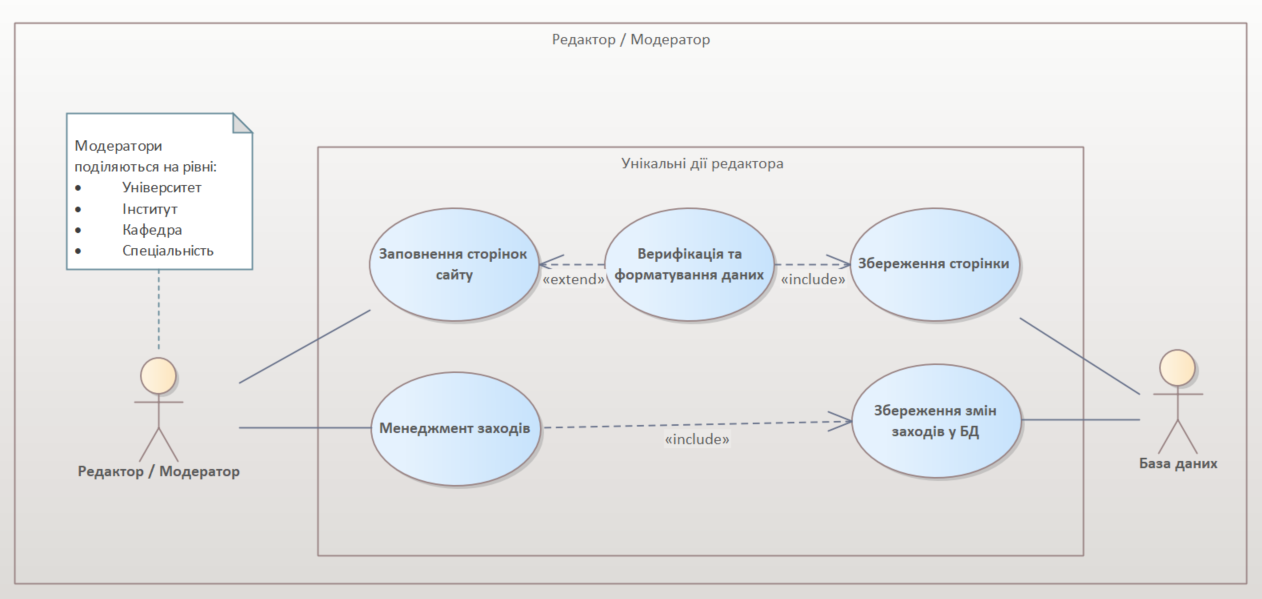 Редактор / Модератор
Модератори
поділяються на рівні:
• Університет
• Інститут
• Кафедра
• Спеціальність
Унікальні дії редактора
Заповнення сторінок
сайту
«extend»
Верифікація та
форматування даних
«include»
Збереження сторінки
Менеджмент заходів
«include»
Збереження змін
заходів у БД
Редактор / Модератор
База даних